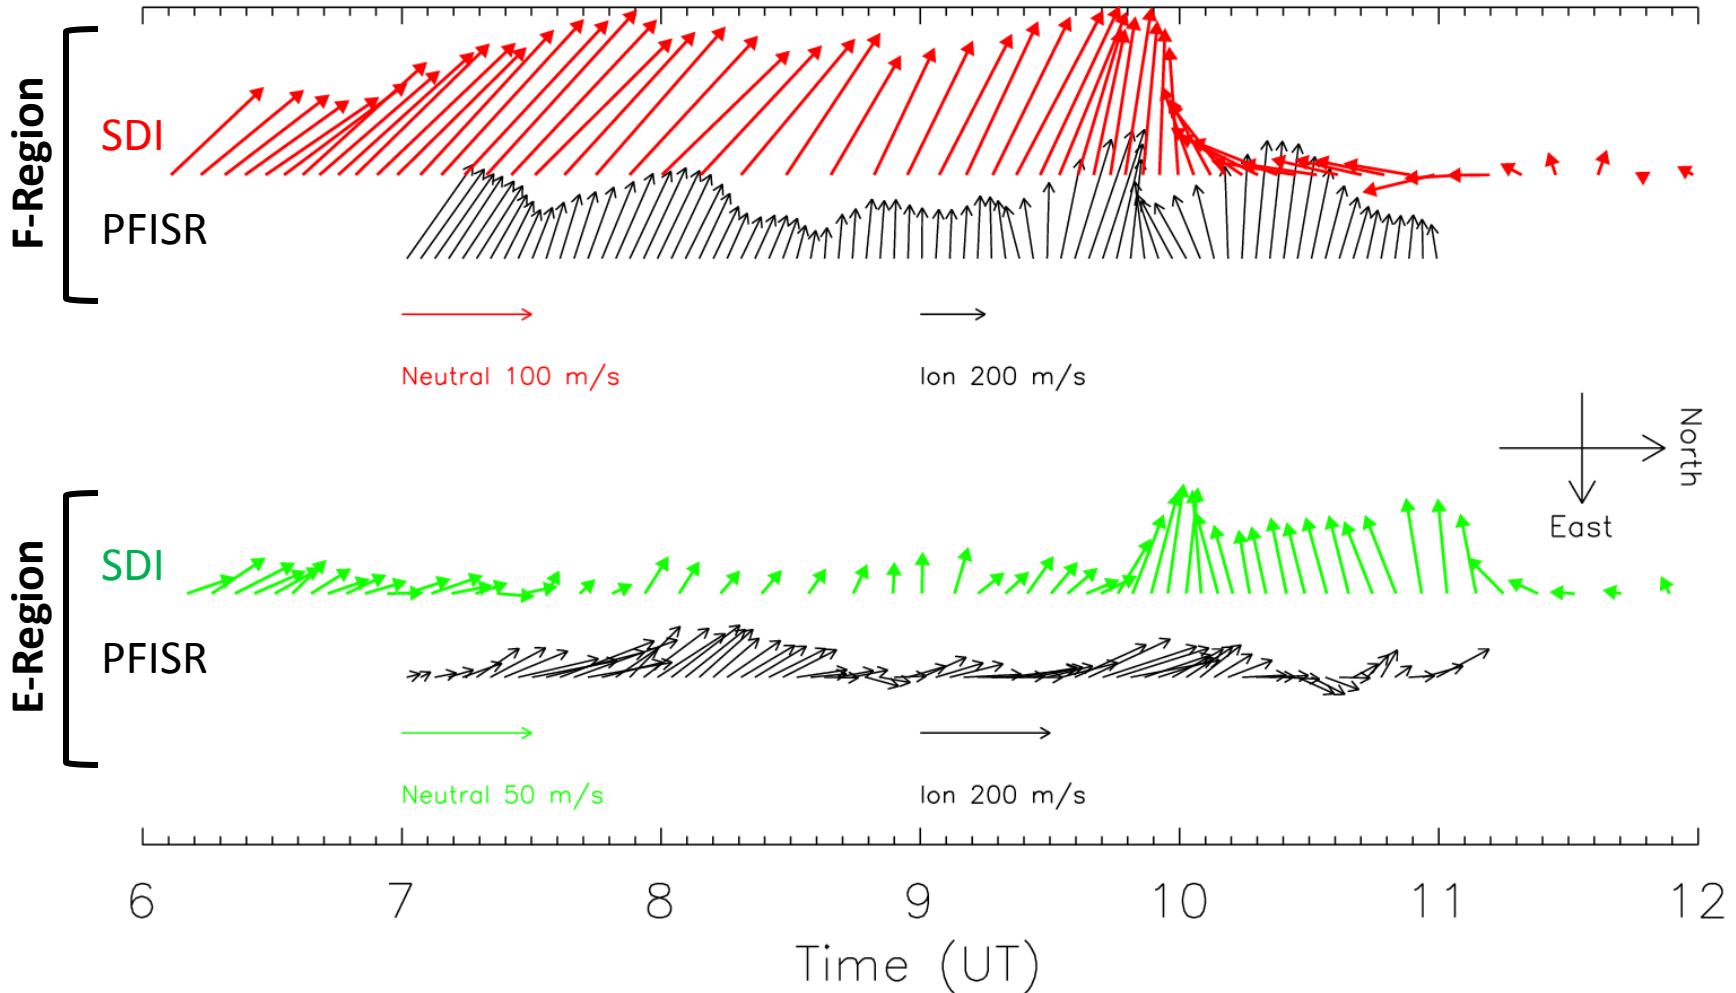 F-Region
SDI
PFISR
Neutral 100 m/s
Ion 200 m/s
North
East
E-Region
SDI
PFISR
Neutral 50 m/s
Ion 200 m/s
6 7 8 9 10 11 12
Time (UT)